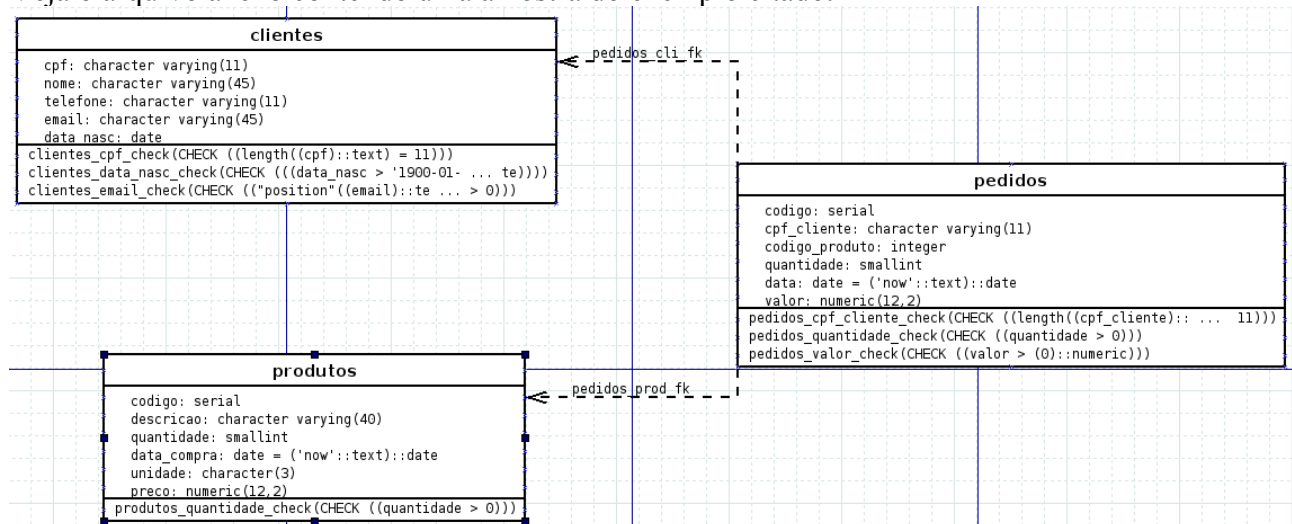 clientes
cpf: character varying(11)
nome: character varying(45)
telefone: character varying(11)
email: character varying(45)
data_nasc: date
clientes_cpf_check(CHECK ((length((cpf)::text) = 11)))
clientes_data_nasc_check(CHECK (((data_nasc > '1900-01- ... te))))
clientes_email_check(CHECK (("position"((email)::te ... > 0)))
pedidos_cli_fk
pedidos
codigo: serial
cpf_cliente: character varying(11)
codigo_produto: integer
quantidade: smallint
data: date = ('now'::text)::date
valor: numeric(12,2)
pedidos_cpf_cliente_check(CHECK ((length((cpf_cliente):: ... 11)))
pedidos_quantidade_check(CHECK ((quantidade > 0)))
pedidos_valor_check(CHECK ((valor > (0)::numeric)))
produtos
codigo: serial
descricao: character varying(40)
quantidade: smallint
data_compra: date = ('now'::text)::date
unidade: character(3)
preco: numeric(12,2)
produtos_quantidade_check(CHECK ((quantidade > 0)))
pedidos_prod_fk